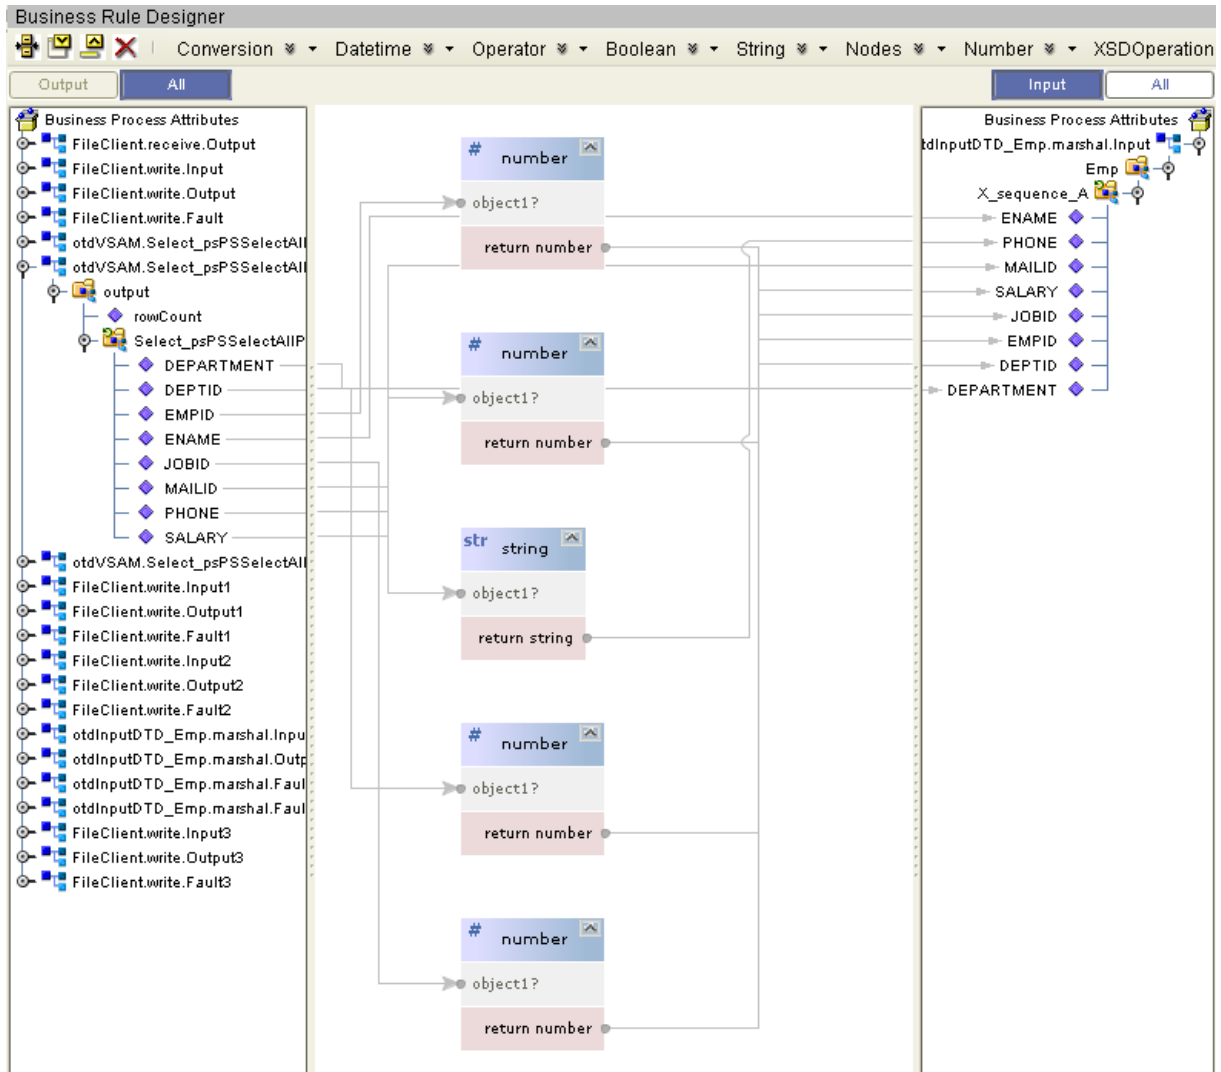 Business Rule Designer
Conversion Datetime Operator Boolean String Nodes Number XSDOperation
Output All Input All
Business Process Attributes
FileClient.receive.Output
FileClient.write.Input
FileClient.write.Output
FileClient.write.Fault
otdVSAM.Select_psPSSelectAll
otdVSAM.Select_psPSSelectAll
output
rowCount
Select_psPSSelectAllP
DEPARTMENT
DEPTID
EMPID
ENAME
JOBID
MAILID
PHONE
SALARY
otdVSAM.Select_psPSSelectAll
FileClient.write.Input1
FileClient.write.Output1
FileClient.write.Fault1
FileClient.write.Input2
FileClient.write.Output2
FileClient.write.Fault2
otdInputDTD_Emp.marshal.Inpu
otdInputDTD_Emp.marshal.Outp
otdInputDTD_Emp.marshal.Faul
otdInputDTD_Emp.marshal.Faul
FileClient.write.Input3
FileClient.write.Output3
FileClient.write.Fault3
# number
object1?
return number
# number
object1?
return number
str string
object1?
return string
# number
object1?
return number
# number
object1?
return number
Business Process Attributes
tdInputDTD_Emp.marshal.Input
Emp
X_sequence_A
ENAME
PHONE
MAILID
SALARY
JOBID
EMPID
DEPTID
DEPARTMENT